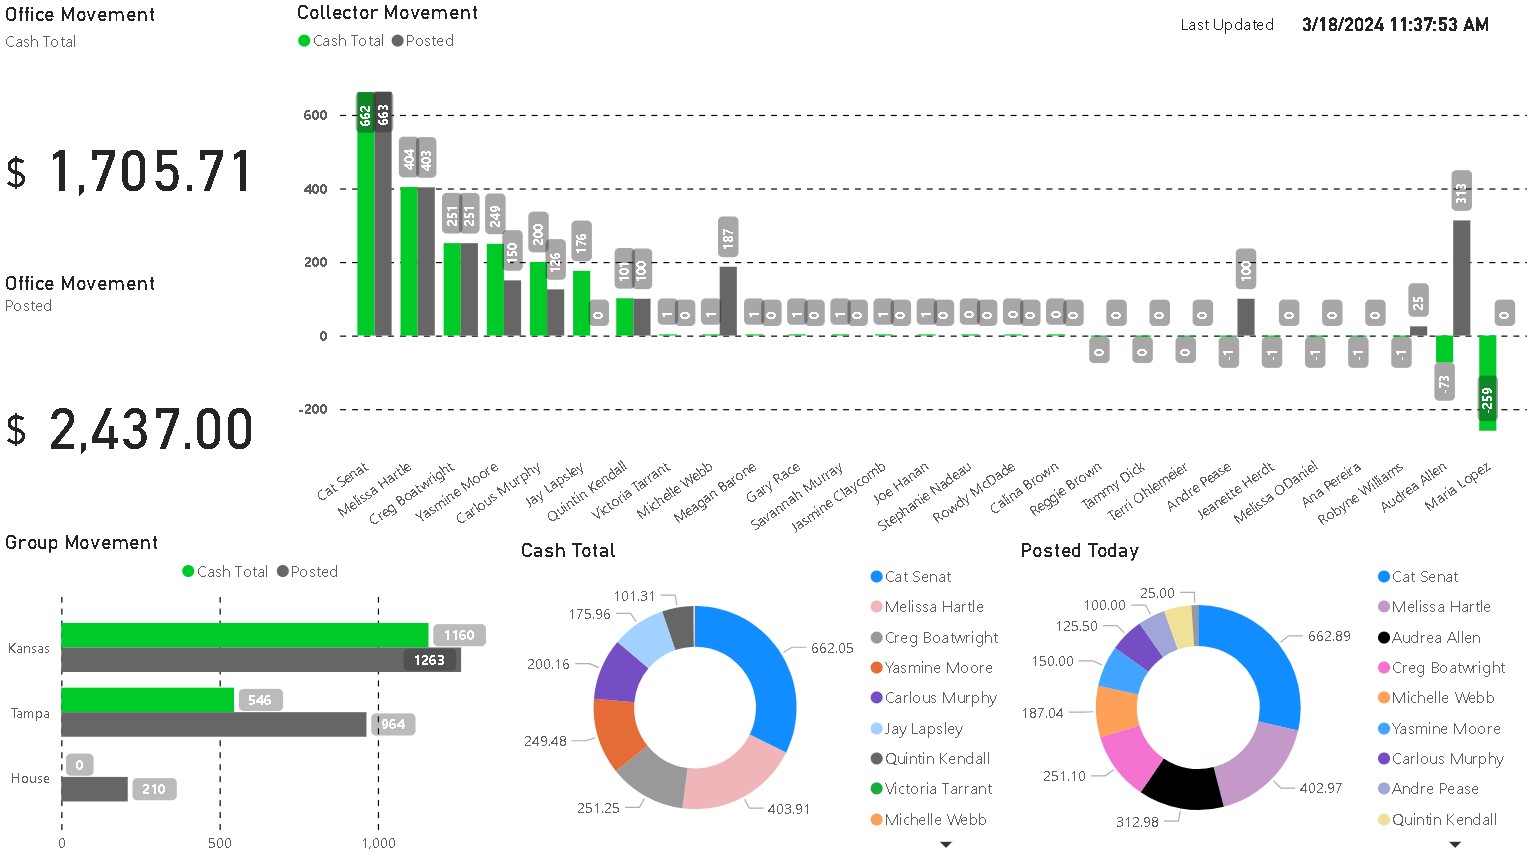 Office Movement
Cash Total
$ 1,705.71
Office Movement
Posted
$ 2,437.00
Collector Movement
Cash Total Posted
Last Updated 3/18/2024 11:37:53 AM
600
400
200
0
-200
662 663 404 403 251 251 249 150 200 126 176 0 101 100 1 0 1 187 1 0 1 0 1 0 1 0 1 0 0 0 0 0 0 0 0 0 0 0 0 0 -1 100 -1 0 -1 0 -1 0 -1 25 -73 313 -259 0
Cat Senat
Melissa Hartle
Creg Boatwright
Yasmine Moore
Carlous Murphy
Jay Lapsley
Quintin Kendall
Victoria Tarrant
Michelle Webb
Meagan Barone
Gary Race
Savannah Murray
Jasmine Claycomb
Joe Hanan
Stephanie Nadeau
Rowdy McDade
Calina Brown
Reggie Brown
Tammy Dick
Terri Ohlemeier
Andre Pease
Jeanette Herdt
Melissa ODaniel
Ana Pereira
Robyne Williams
Audrea Allen
Maria Lopez
Group Movement
Cash Total Posted
Kansas 1160
1263
Tampa 546
964
House 0
210
0 500 1,000
Cash Total
101.31
175.96
200.16
249.48
251.25
403.91
662.05
Cat Senat
Melissa Hartle
Creg Boatwright
Yasmine Moore
Carlous Murphy
Jay Lapsley
Quintin Kendall
Victoria Tarrant
Michelle Webb
Posted Today
25.00
100.00
125.50
150.00
187.04
251.10
312.98
402.97
662.89
Cat Senat
Melissa Hartle
Audrea Allen
Creg Boatwright
Michelle Webb
Yasmine Moore
Carlous Murphy
Andre Pease
Quintin Kendall